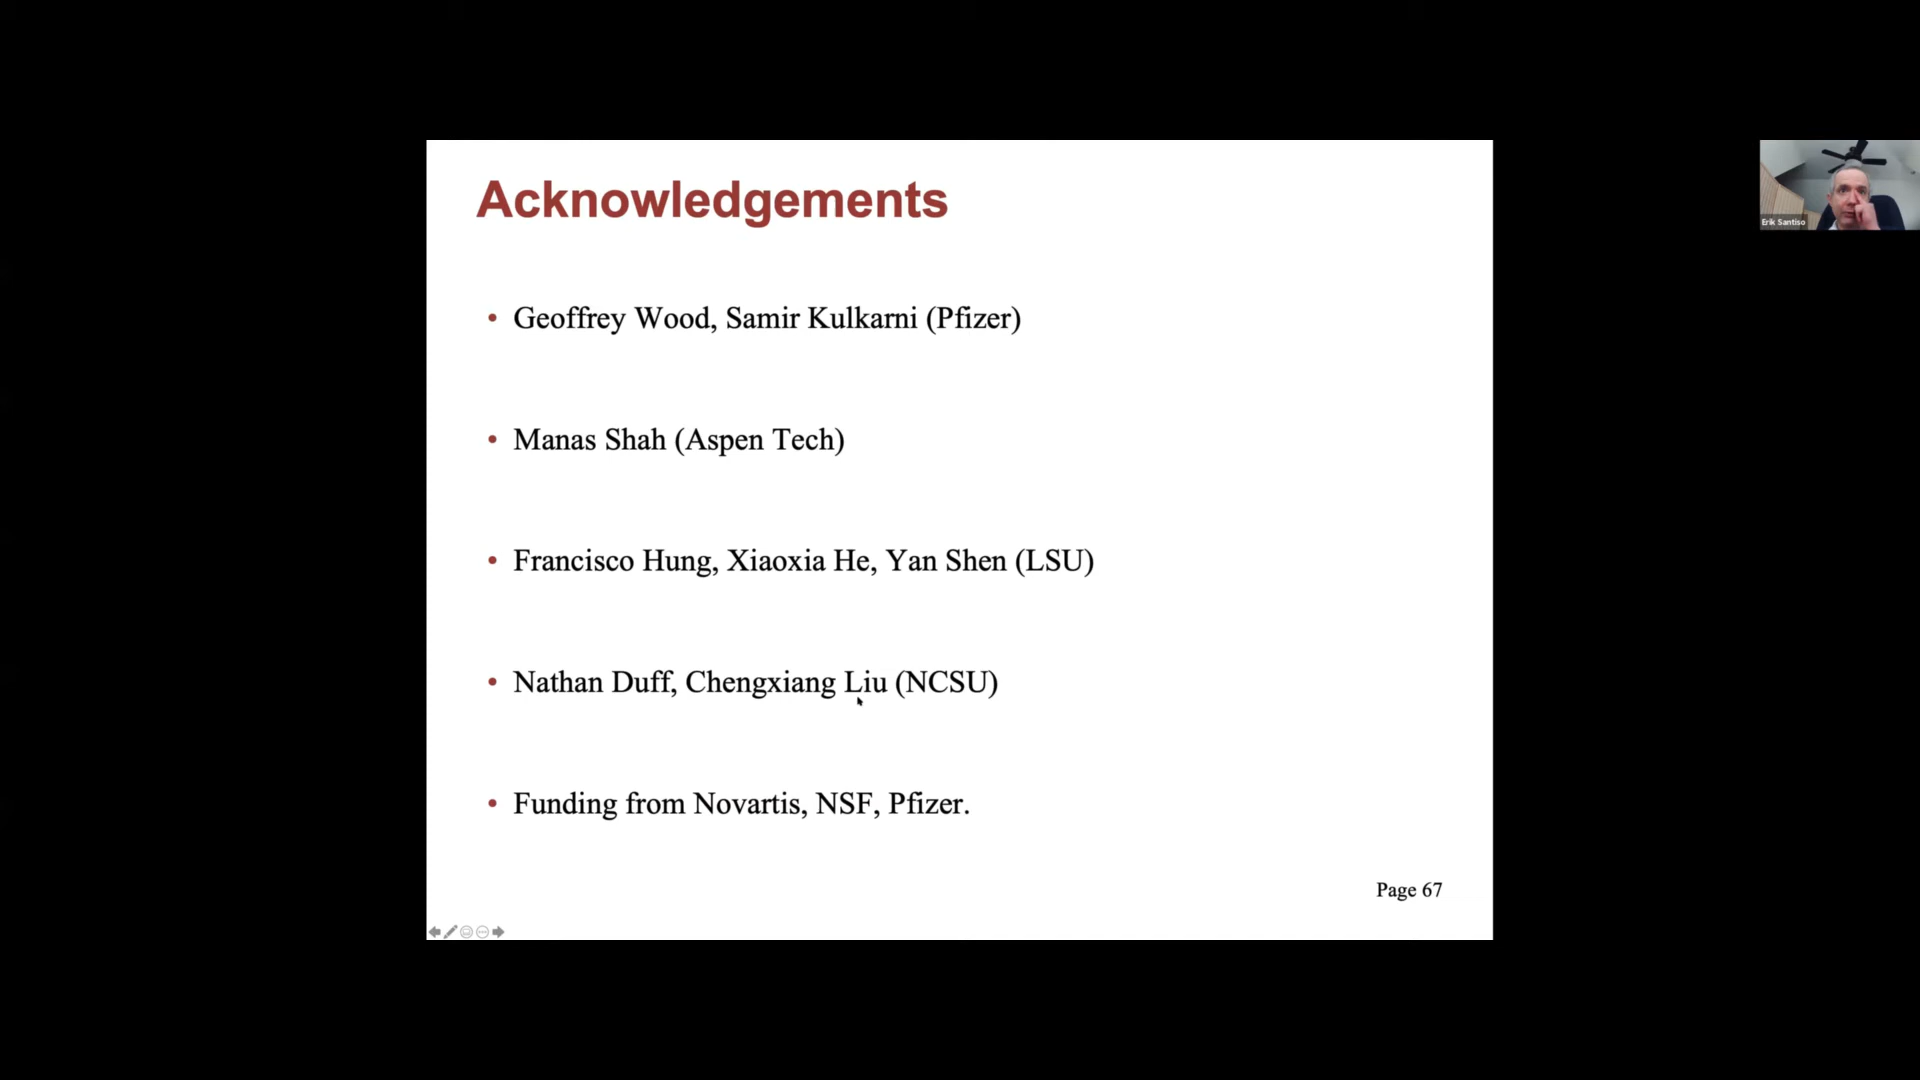 Acknowledgements
• Geoffrey Wood, Samir Kulkarni (Pfizer)
• Manas Shah (Aspen Tech)
• Francisco Hung, Xiaoxia He, Yan Shen (LSU)
• Nathan Duff, Chengxiang Liu (NCSU)
• Funding from Novartis, NSF, Pfizer.
Page 67
Erik Santiso